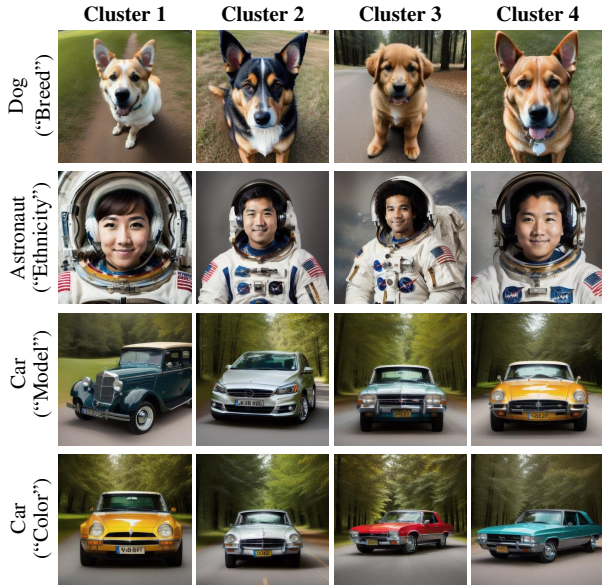 Cluster 1 Cluster 2 Cluster 3 Cluster 4
Dog
("Breed")
Astronaut
("Ethnicity")
Car
("Model")
Car
("Color")